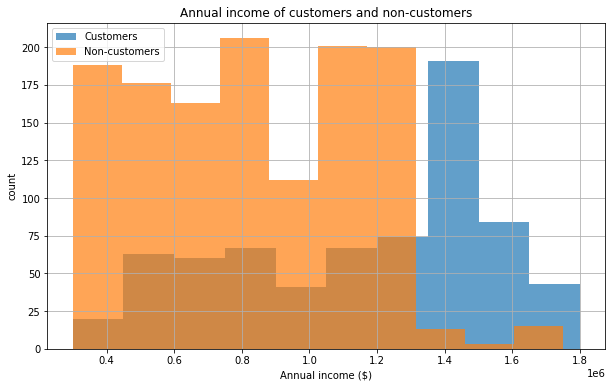 Annual income of customers and non-customers
Customers
Non-customers
200
175
150
125
100
75
50
25
0
count
0.4 0.6 0.8 1.0 1.2 1.4 1.6 1.8
1e6
Annual income ($)